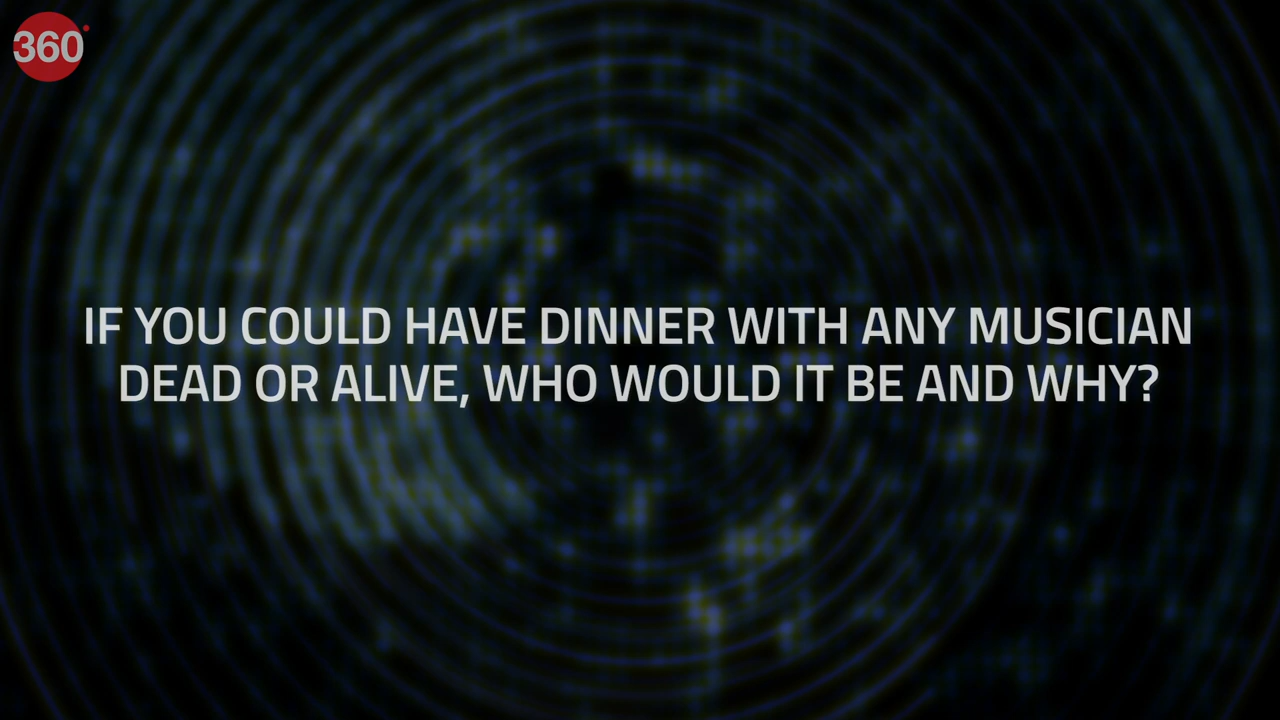 360°
IF YOU COULD HAVE DINNER WITH ANY MUSICIAN
DEAD OR ALIVE, WHO WOULD IT BE AND WHY?